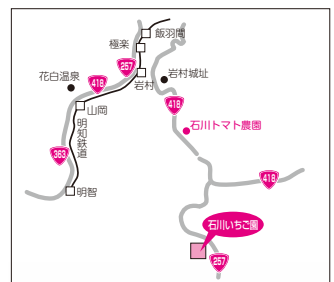 飯羽間
極楽
257
花白温泉
418
岩村
岩村城址
418
山岡
石川トマト農園
明知鉄道
363
418
明智
石川いちご園
257